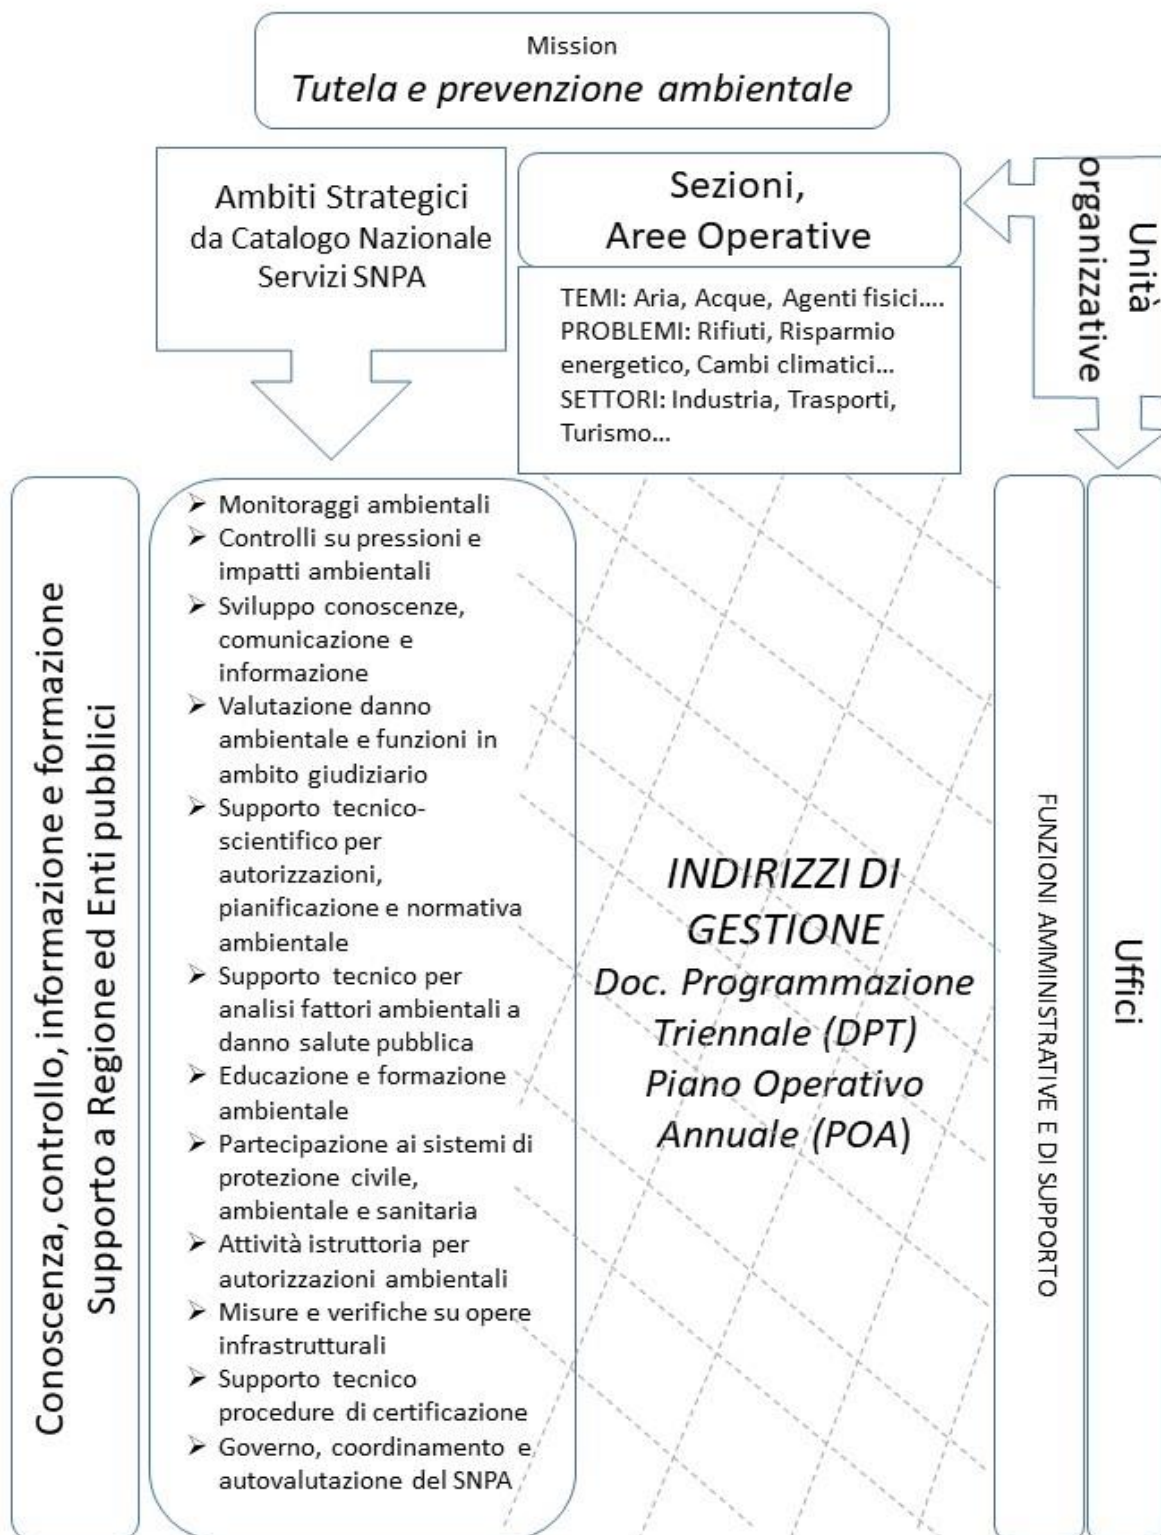 Mission
Tutela e prevenzione ambientale
Ambiti Strategici
da Catalogo Nazionale
Servizi SNPA
Sezioni,
Aree Operative
TEMI: Aria, Acque, Agenti fisici....
PROBLEMI: Rifiuti, Risparmio
energetico, Cambi climatici...
SETTORI: Industria, Trasporti,
Turismo...
Unità
organizzative
Conoscenza, controllo, informazione e formazione
Supporto a Regione ed Enti pubblici
➢ Monitoraggi ambientali
➢ Controlli su pressioni e
impatti ambientali
➢ Sviluppo conoscenze,
comunicazione e
informazione
➢ Valutazione danno
ambientale e funzioni in
ambito giudiziario
➢ Supporto tecnico-
scientifico per
autorizzazioni,
pianificazione e normativa
ambientale
➢ Supporto tecnico per
analisi fattori ambientali a
danno salute pubblica
➢ Educazione e formazione
ambientale
➢ Partecipazione ai sistemi di
protezione civile,
ambientale e sanitaria
➢ Attività istruttoria per
autorizzazioni ambientali
➢ Misure e verifiche su opere
infrastrutturali
➢ Supporto tecnico
procedure di certificazione
➢ Governo, coordinamento e
autovalutazione del SNPA
INDIRIZZI DI
GESTIONE
Doc. Programmazione
Triennale (DPT)
Piano Operativo
Annuale (POA)
FUNZIONI AMMINISTRATIVE E DI SUPPORTO
Uffici